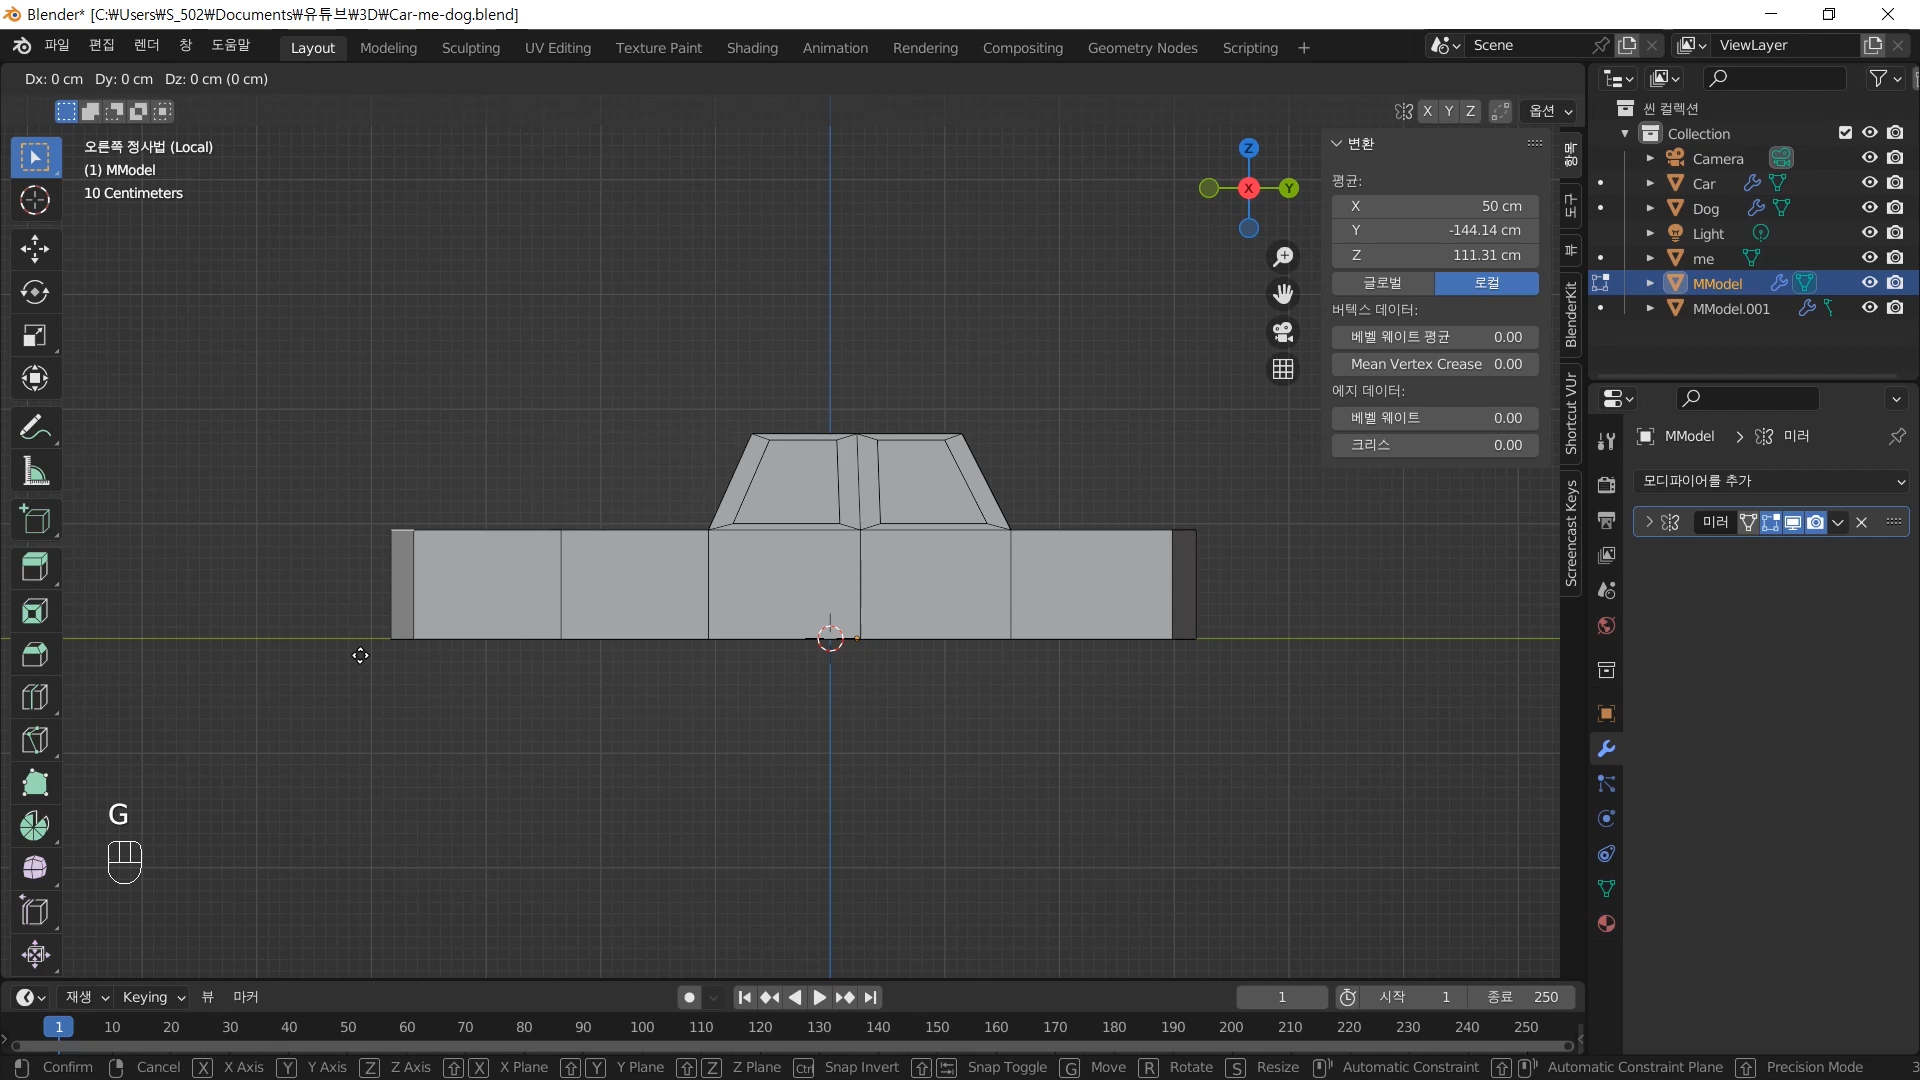 Blender* [C:₩Users₩S_502₩Documents₩유튜브₩3D₩Car-me-dog.blend]
파일 편집 렌더 창 도움말 Layout Modeling Sculpting UV Editing Texture Paint Shading Animation Rendering Compositing Geometry Nodes Scripting + Scene ViewLayer
Dx: 0 cm Dy: 0 cm Dz: 0 cm (0 cm)
X Y Z 옵션
오른쪽 정사법 (Local)
(1) MModel
10 Centimeters
Z
X Y
변환
평균:
X 50 cm
Y -144.14 cm
Z 111.31 cm
글로벌 로컬
버텍스 데이터:
베벨 웨이트 평균 0.00
Mean Vertex Crease 0.00
에지 데이터:
베벨 웨이트 0.00
크리스 0.00
항목
도구
뷰
BlenderKit
Shortcut VUr
Screencast Keys
씬 컬렉션
Collection
Camera
Car
Dog
Light
me
MModel
MModel.001
MModel > 미러
모디파이어를 추가
미러
G
재생 Keying 뷰 마커 1 시작 1 종료 250
1 10 20 30 40 50 60 70 80 90 100 110 120 130 140 150 160 170 180 190 200 210 220 230 240 250
Confirm Cancel X X Axis Y Y Axis Z Z Axis X X Plane Y Y Plane Z Z Plane Ctrl Snap Invert Snap Toggle G Move R Rotate S Resize Automatic Constraint Automatic Constraint Plane Precision Mode